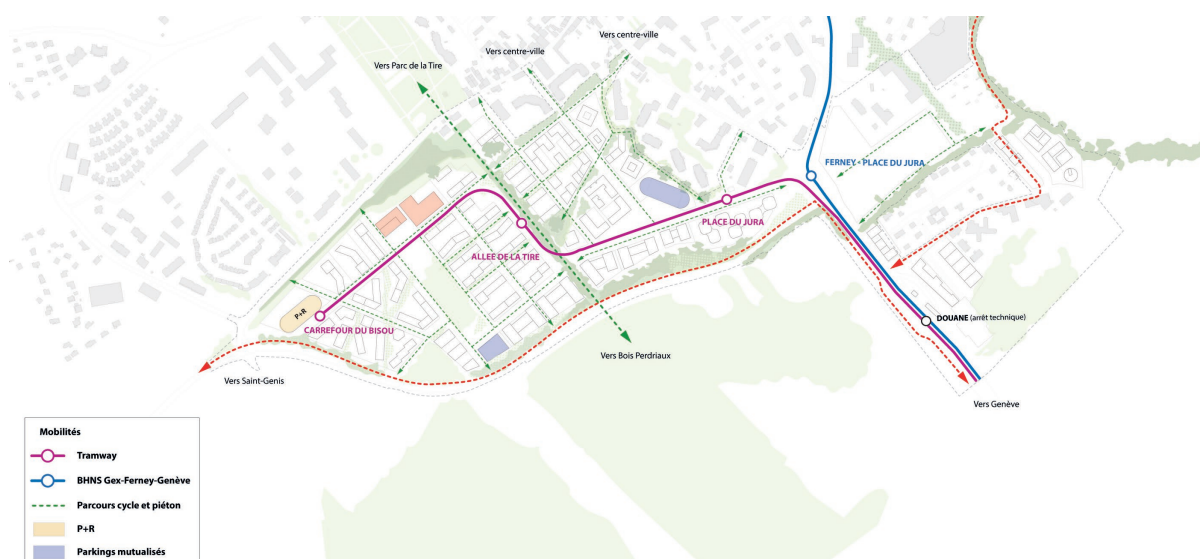 Vers centre-ville
Vers centre-ville
Vers Parc de la Tire
FERNEY - PLACE DU JURA
PLACE DU JURA
ALLEE DE LA TIRE
P+R
CARREFOUR DU BISOU
DOUANE (arrêt technique)
Vers Bois Perdriaux
Vers Saint-Genis
Vers Genève
Mobilités
Tramway
BHNS Gex-Ferney-Genève
Parcours cycle et piéton
P+R
Parkings mutualisés